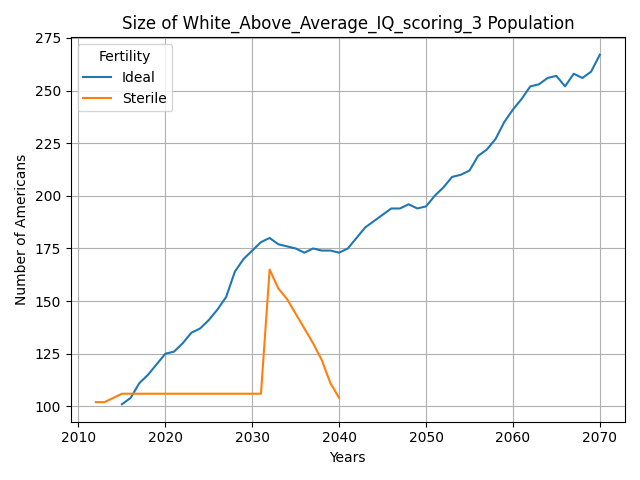 Size of White_Above_Average_IQ_scoring_3 Population
Number of Americans
275
250
225
200
175
150
125
100
Fertility
Ideal
Sterile
2010 2020 2030 2040 2050 2060 2070
Years